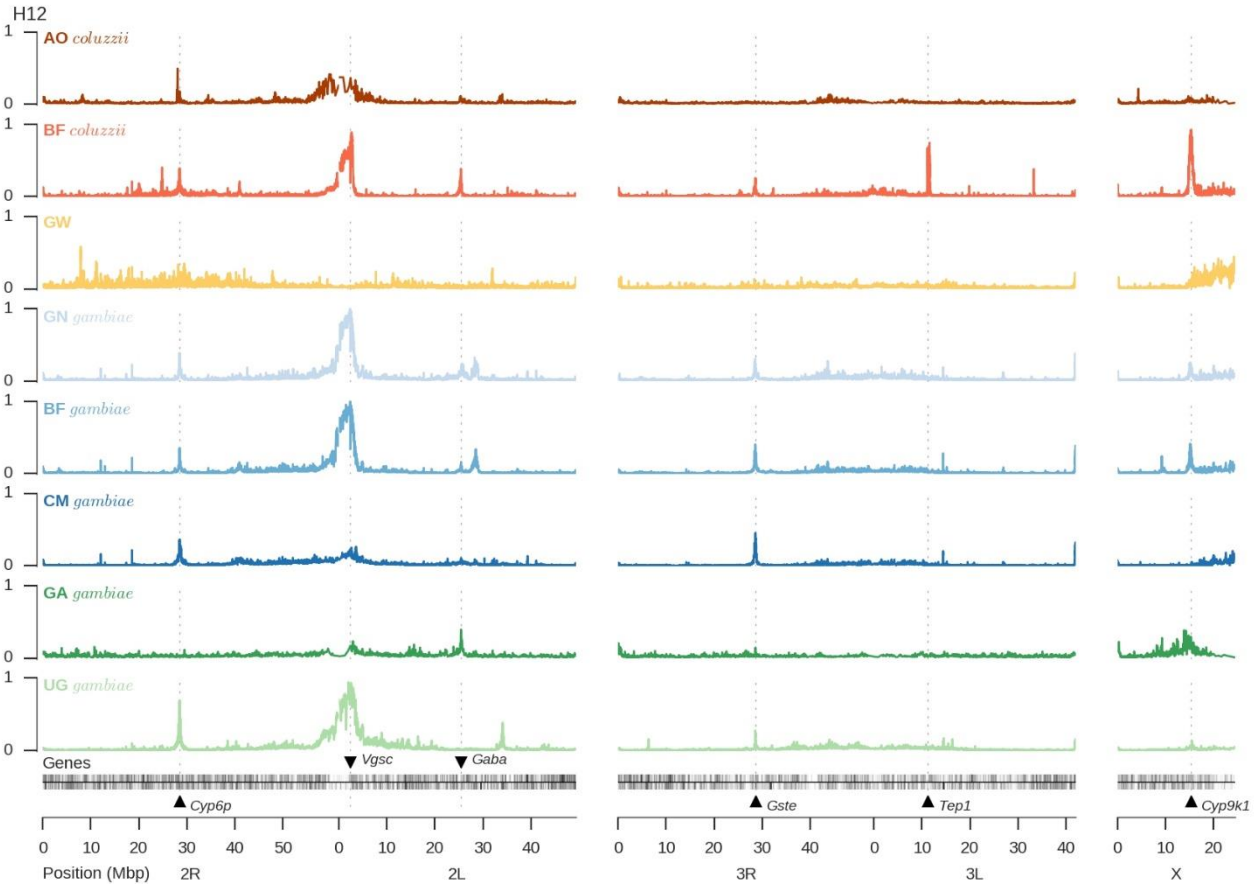 H12
1
AO coluzzii
0
1
BF coluzzii
0
1
GW
0
1
GN gambiae
0
1
BF gambiae
0
1
CM gambiae
0
1
GA gambiae
0
1
UG gambiae
0
Genes Vgsc Gaba
Cyp6p Gste Tep1 Cyp9k1
0 10 20 30 40 50 0 10 20 30 40 0 10 20 30 40 50 0 10 20 30 40 0 10 20
Position (Mbp) 2R 2L 3R 3L X